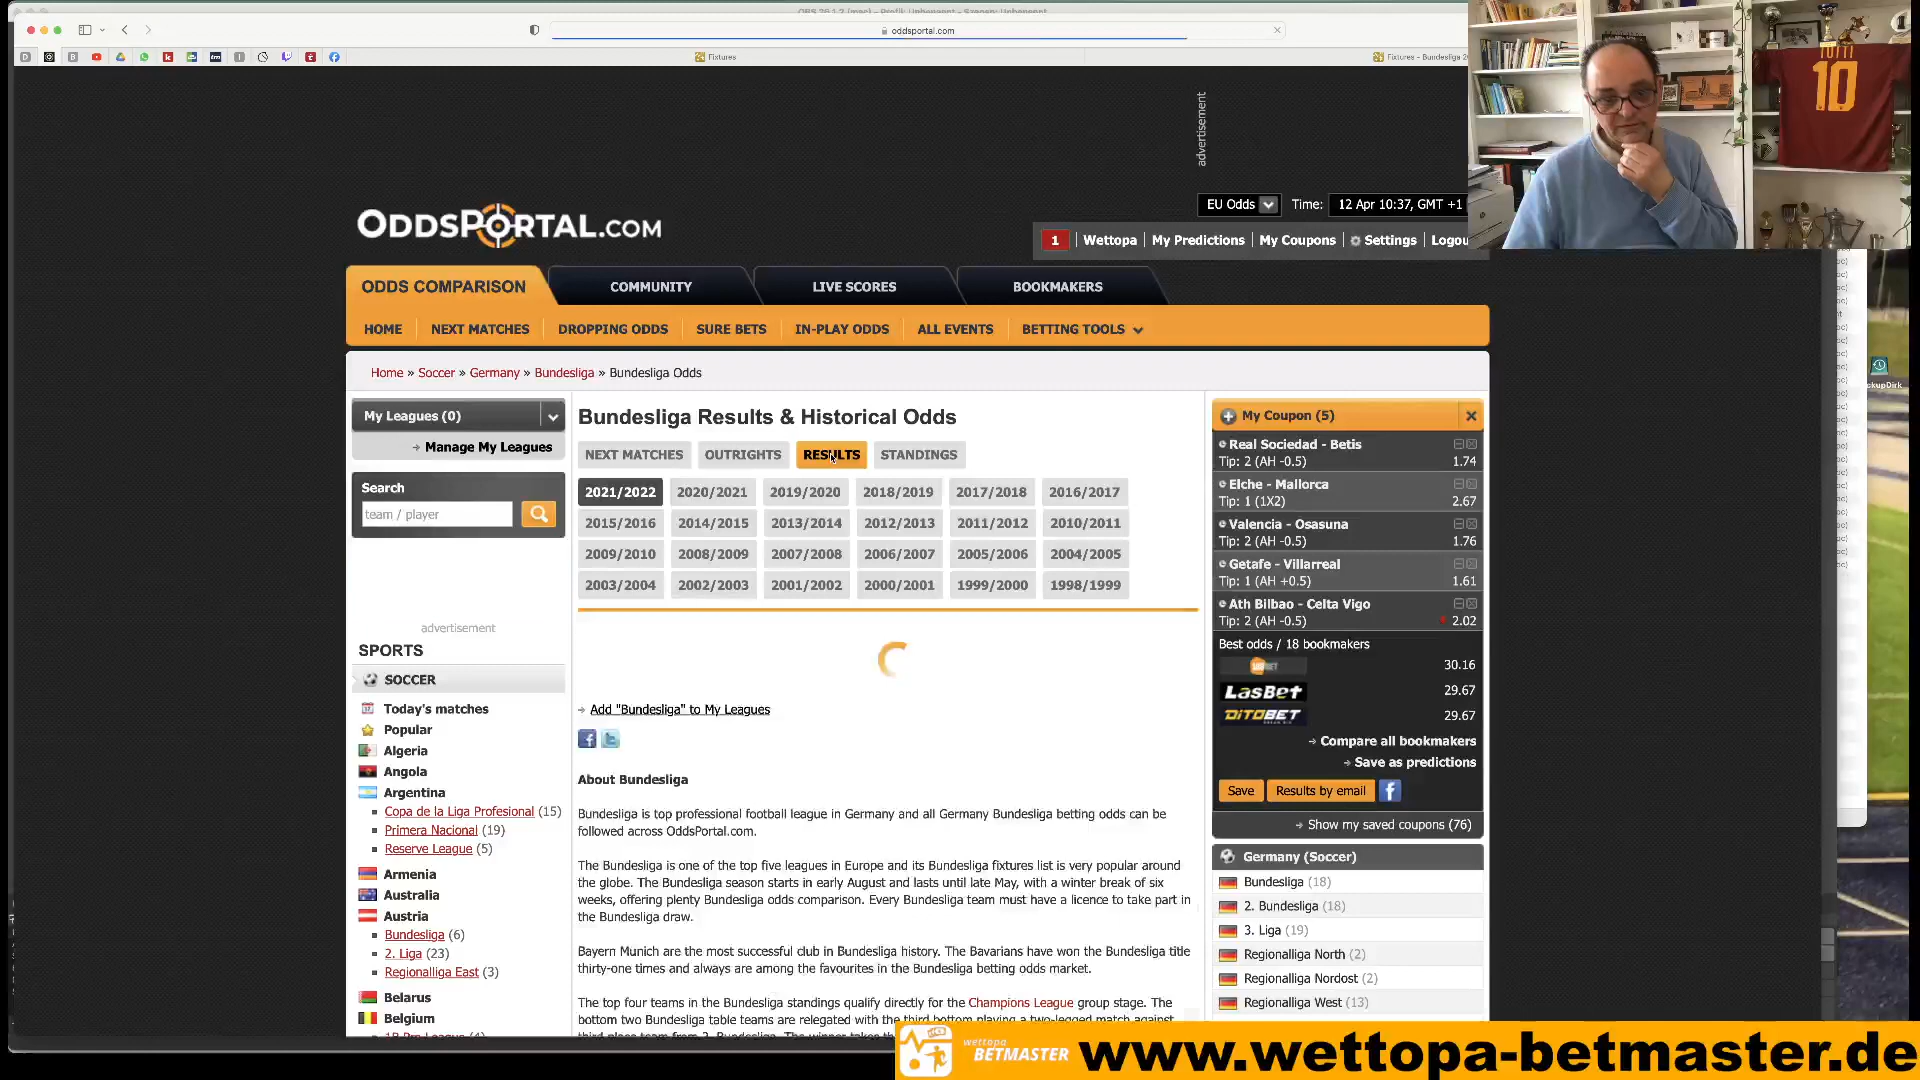 oddsportal.com
Fixtures
Fixtures - Bundesliga
advertisement
TOTTI
10
ODDSPORTAL.COM
EU Odds
Time:
12 Apr 10:37, GMT +1
1
Wettopa
My Predictions
My Coupons
Settings
Logou
ODDS COMPARISON
COMMUNITY
LIVE SCORES
BOOKMAKERS
HOME
NEXT MATCHES
DROPPING ODDS
SURE BETS
IN-PLAY ODDS
ALL EVENTS
BETTING TOOLS
Home » Soccer » Germany » Bundesliga » Bundesliga Odds
My Leagues (0)
Manage My Leagues
Search
team / player
advertisement
SPORTS
SOCCER
Today's matches
Popular
Algeria
Angola
Argentina
Copa de la Liga Profesional (15)
Primera Nacional (19)
Reserve League (5)
Armenia
Australia
Austria
Bundesliga (6)
2. Liga (23)
Regionalliga East (3)
Belarus
Belgium
Bundesliga Results & Historical Odds
NEXT MATCHES
OUTRIGHTS
RESULTS
STANDINGS
2021/2022 2020/2021 2019/2020 2018/2019 2017/2018 2016/2017
2015/2016 2014/2015 2013/2014 2012/2013 2011/2012 2010/2011
2009/2010 2008/2009 2007/2008 2006/2007 2005/2006 2004/2005
2003/2004 2002/2003 2001/2002 2000/2001 1999/2000 1998/1999
Add "Bundesliga" to My Leagues
About Bundesliga
Bundesliga is top professional football league in Germany and all Germany Bundesliga betting odds can be
followed across OddsPortal.com.
The Bundesliga is one of the top five leagues in Europe and its Bundesliga fixtures list is very popular around
the globe. The Bundesliga season starts in early August and lasts until late May, with a winter break of six
weeks, offering plenty Bundesliga odds comparison. Every Bundesliga team must have a licence to take part in
the Bundesliga draw.
Bayern Munich are the most successful club in Bundesliga history. The Bavarians have won the Bundesliga title
thirty-one times and always are among the favourites in the Bundesliga betting odds market.
The top four teams in the Bundesliga standings qualify directly for the Champions League group stage. The
bottom two Bundesliga table teams are relegated with the third bottom playing a two-legged match against
My Coupon (5)
Real Sociedad - Betis
Tip: 2 (AH -0.5) 1.74
Elche - Mallorca
Tip: 1 (1X2) 2.67
Valencia - Osasuna
Tip: 2 (AH -0.5) 1.76
Getafe - Villarreal
Tip: 1 (AH +0.5) 1.61
Ath Bilbao - Celta Vigo
Tip: 2 (AH -0.5) 2.02
Best odds / 18 bookmakers
30.16
LASBET 29.67
DITOBET 29.67
Compare all bookmakers
Save as predictions
Save
Results by email
Show my saved coupons (76)
Germany (Soccer)
Bundesliga (18)
2. Bundesliga (18)
3. Liga (19)
Regionalliga North (2)
Regionalliga Nordost (2)
Regionalliga West (13)
kupDirk
wettopa
BETMASTER
www.wettopa-betmaster.de